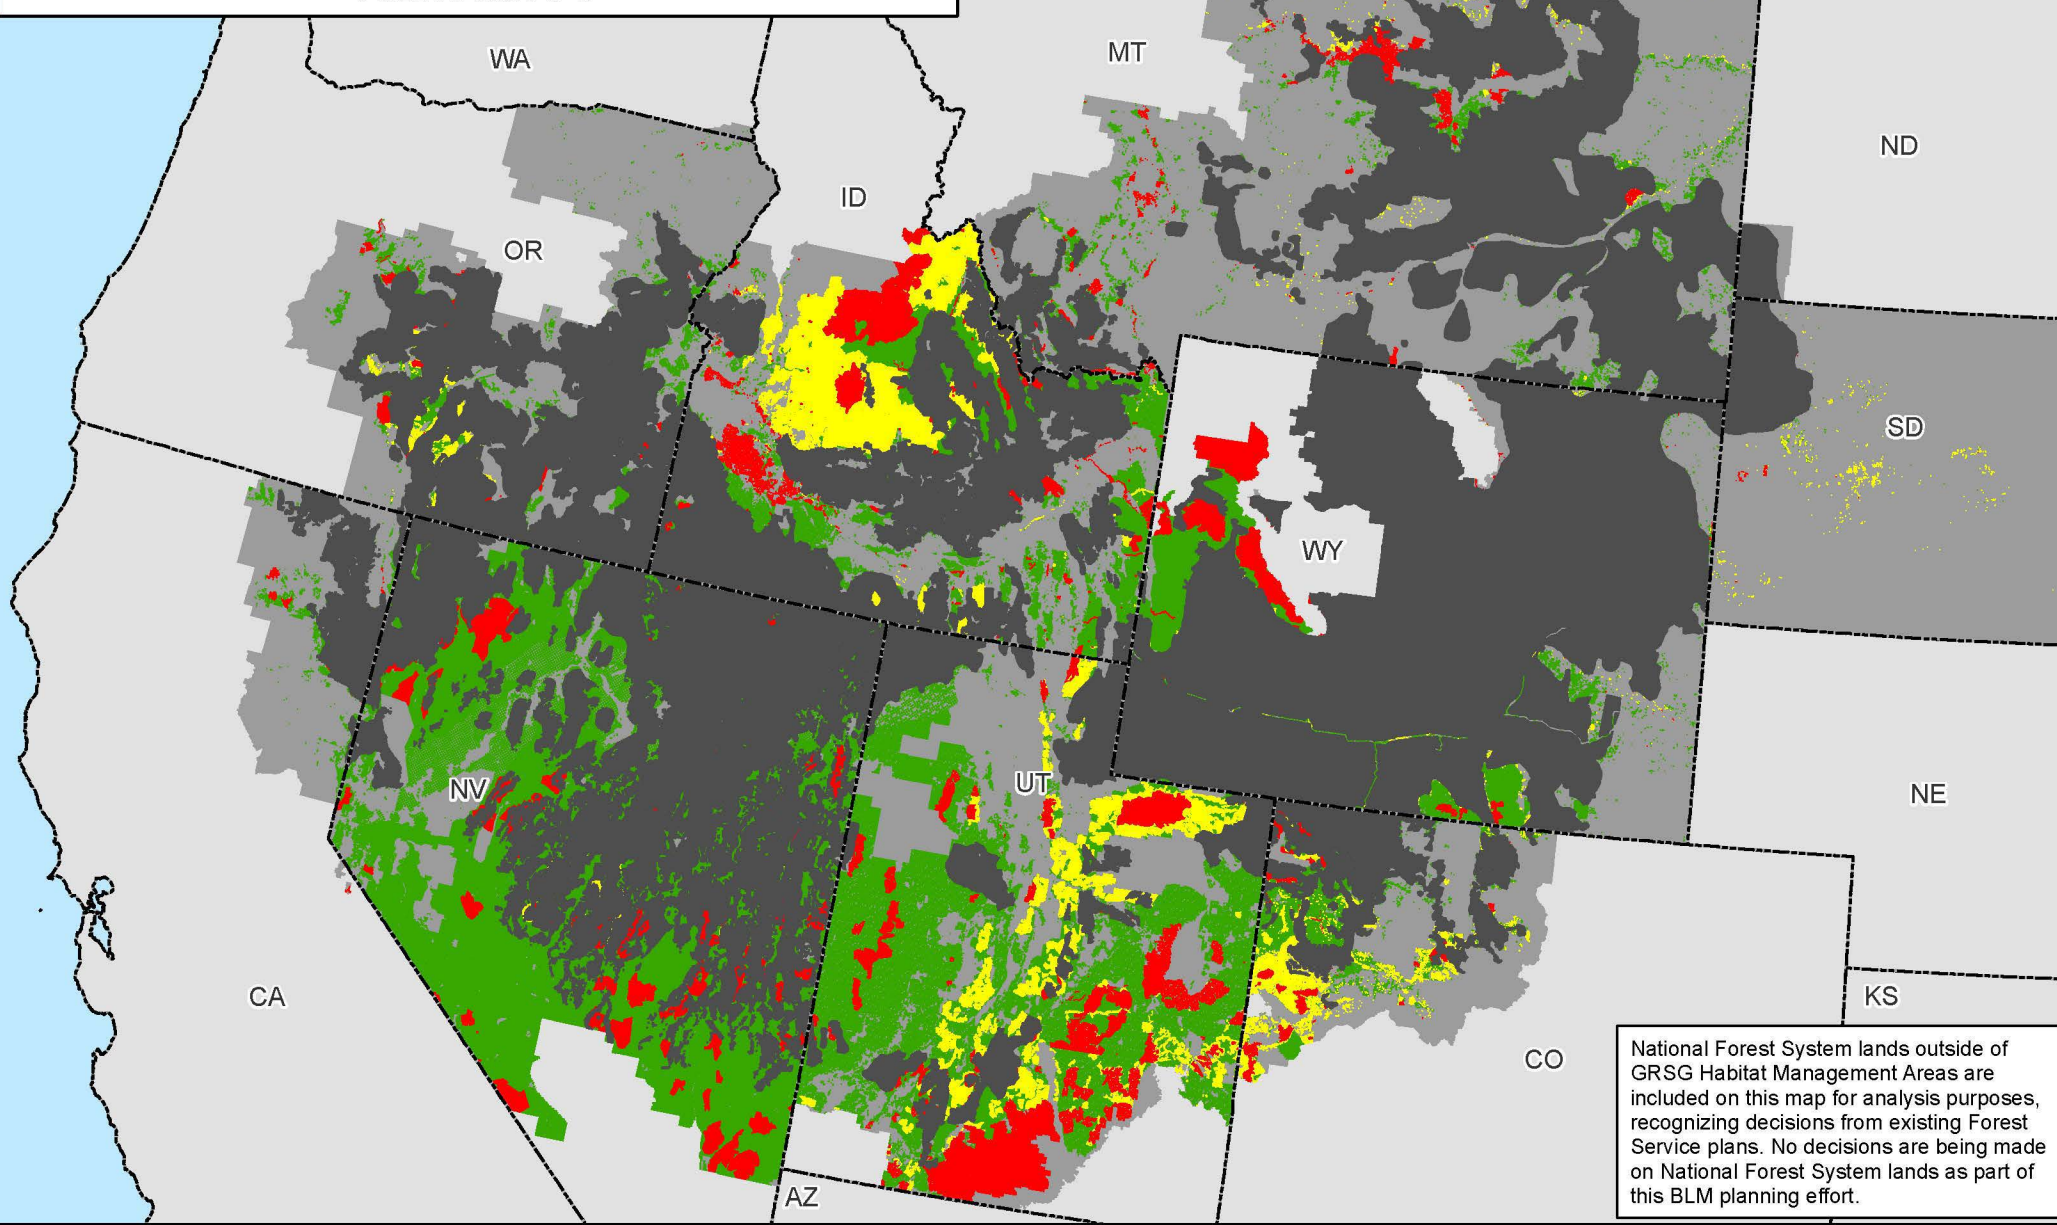 WA
MT
ND
ID
OR
SD
WY
UT
NV
NE
CA
KS
CO
AZ
National Forest System lands outside of
GRSG Habitat Management Areas are
included on this map for analysis purposes,
recognizing decisions from existing Forest
Service plans. No decisions are being made
on National Forest System lands as part of
this BLM planning effort.